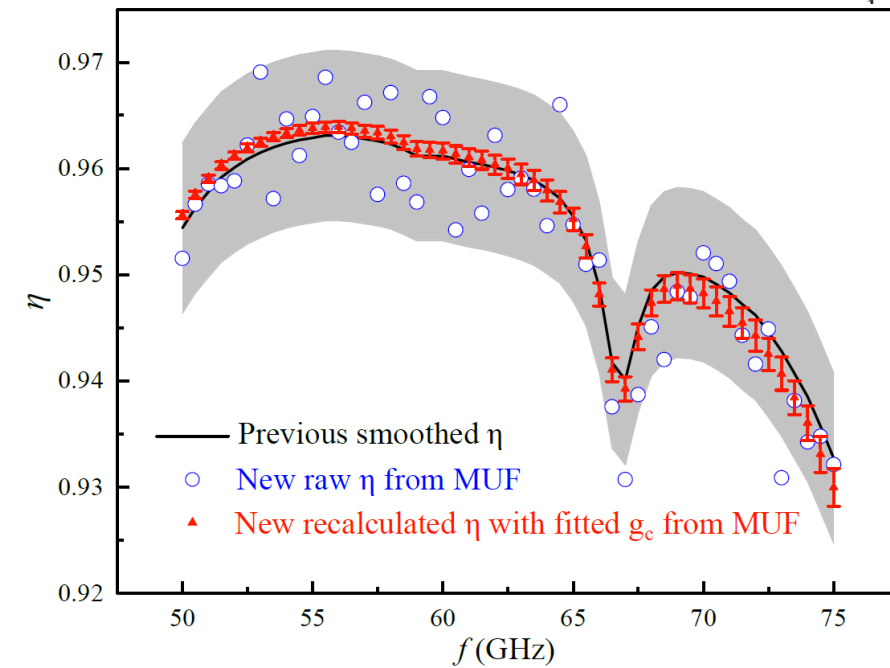 0.97
0.96
0.95
0.94
0.93
0.92
η
Previous smoothed η
New raw η from MUF
New recalculated η with fitted gc from MUF
50 55 60 65 70 75
f (GHz)